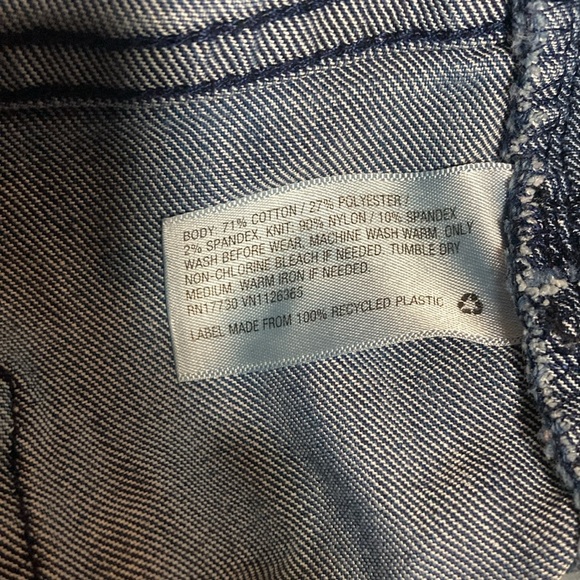 BODY: 71% COTTON / 27% POLYESTER /
2% SPANDEX. KNIT: 90% NYLON / 10% SPANDEX
WASH BEFORE WEAR. MACHINE WASH WARM. ONLY
NON-CHLORINE BLEACH IF NEEDED. TUMBLE DRY
MEDIUM. WARM IRON IF NEEDED.
RN17730 VN1126365
LABEL MADE FROM 100% RECYCLED PLASTIC